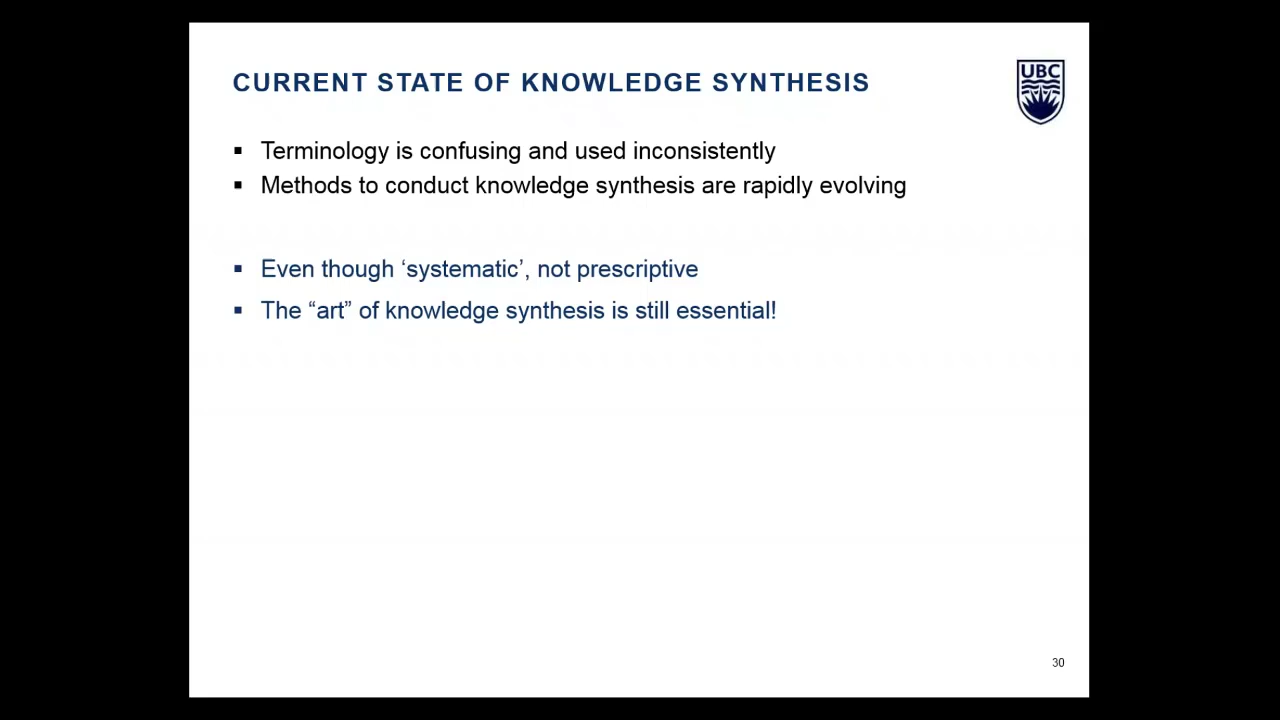 CURRENT STATE OF KNOWLEDGE SYNTHESIS
UBC
▪ Terminology is confusing and used inconsistently
▪ Methods to conduct knowledge synthesis are rapidly evolving
▪ Even though ‘systematic’, not prescriptive
▪ The “art” of knowledge synthesis is still essential!
30